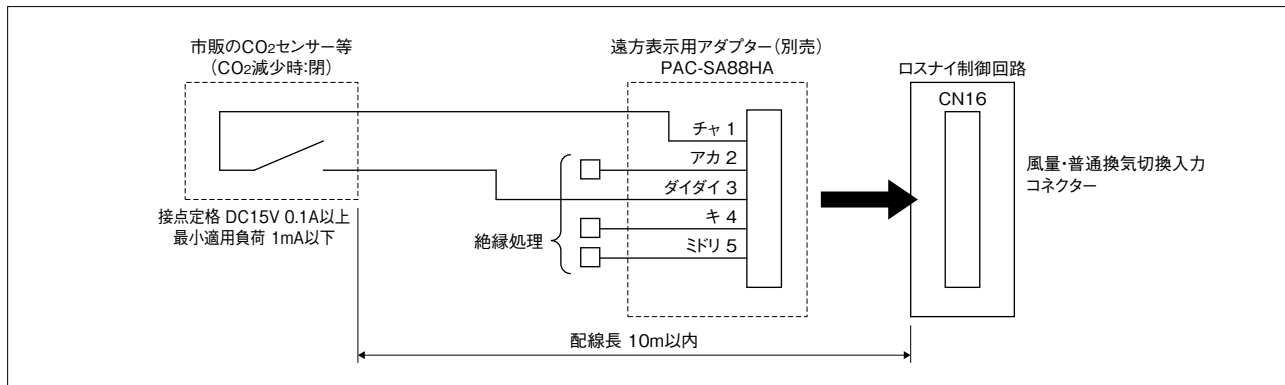 市販のCO2センサー等
（CO2減少時:閉）
接点定格 DC15V 0.1A以上
最小適用負荷 1mA以下
遠方表示用アダプター（別売）
PAC-SA88HA
チャ 1
アカ 2
ダイダイ 3
キ 4
ミドリ 5
絶縁処理
ロスナイ制御回路
CN16
風量・普通換気切換入力
コネクター
配線長 10m以内